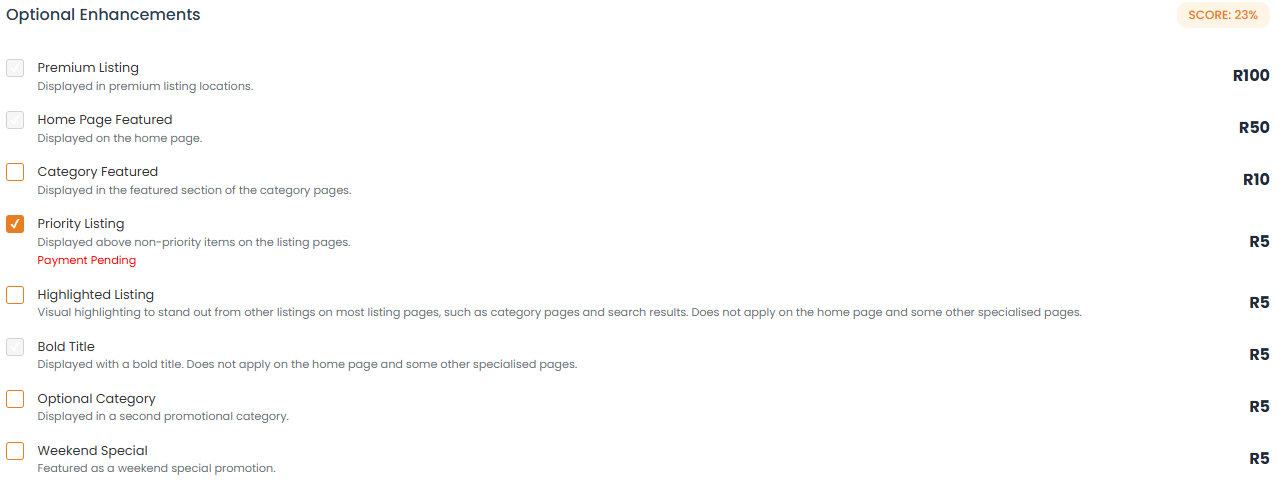 Optional Enhancements
SCORE: 23%
Premium Listing
Displayed in premium listing locations.
R100
Home Page Featured
Displayed on the home page.
R50
Category Featured
Displayed in the featured section of the category pages.
R10
Priority Listing
Displayed above non-priority items on the listing pages.
Payment Pending
R5
Highlighted Listing
Visual highlighting to stand out from other listings on most listing pages, such as category pages and search results. Does not apply on the home page and some other specialised pages.
R5
Bold Title
Displayed with a bold title. Does not apply on the home page and some other specialised pages.
R5
Optional Category
Displayed in a second promotional category.
R5
Weekend Special
Featured as a weekend special promotion.
R5